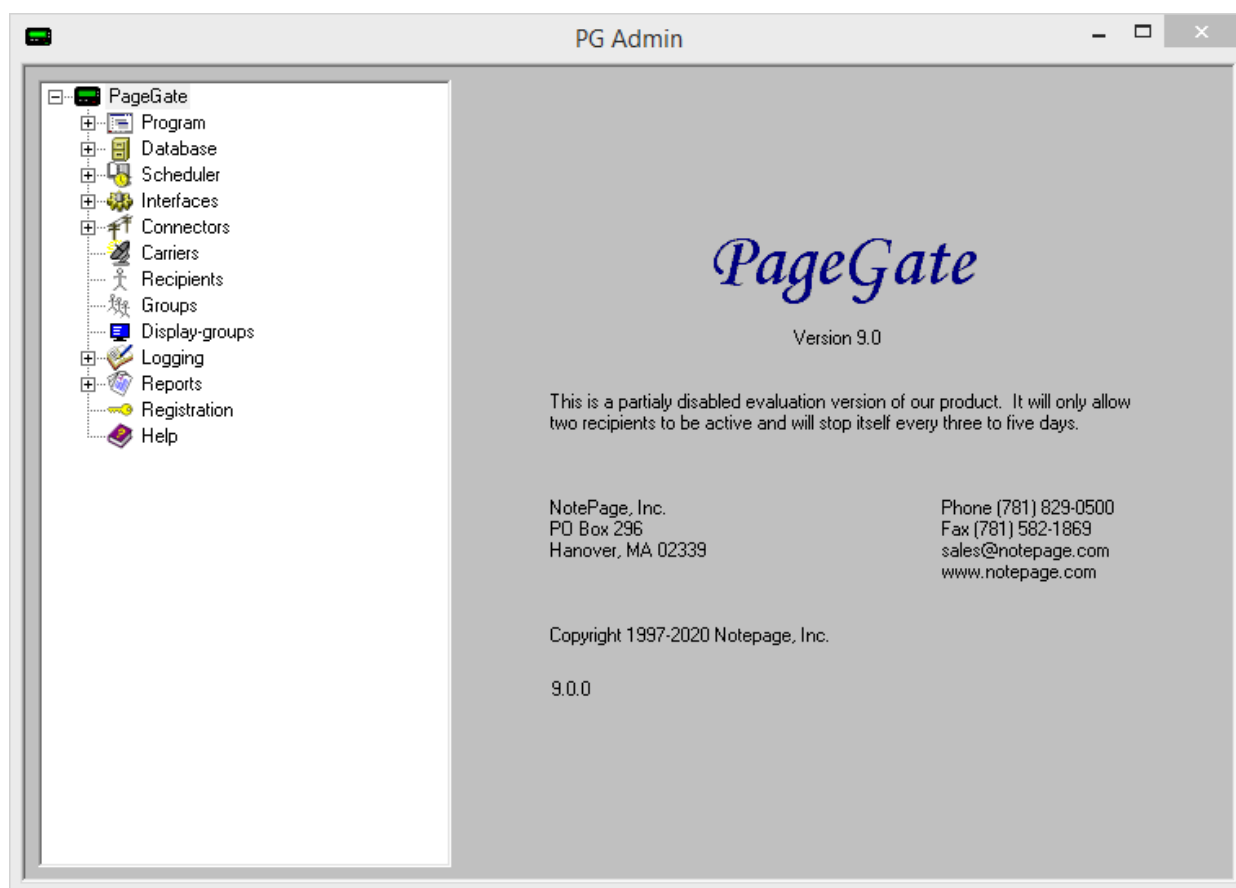 PG Admin
PageGate
Program
Database
Scheduler
Interfaces
Connectors
Carriers
Recipients
Groups
Display-groups
Logging
Reports
Registration
Help
PageGate
Version 9.0
This is a partialy disabled evaluation version of our product. It will only allow
two recipients to be active and will stop itself every three to five days.
NotePage, Inc.
PO Box 296
Hanover, MA 02339
Phone (781) 829-0500
Fax (781) 582-1869
sales@notepage.com
www.notepage.com
Copyright 1997-2020 Notepage, Inc.
9.0.0